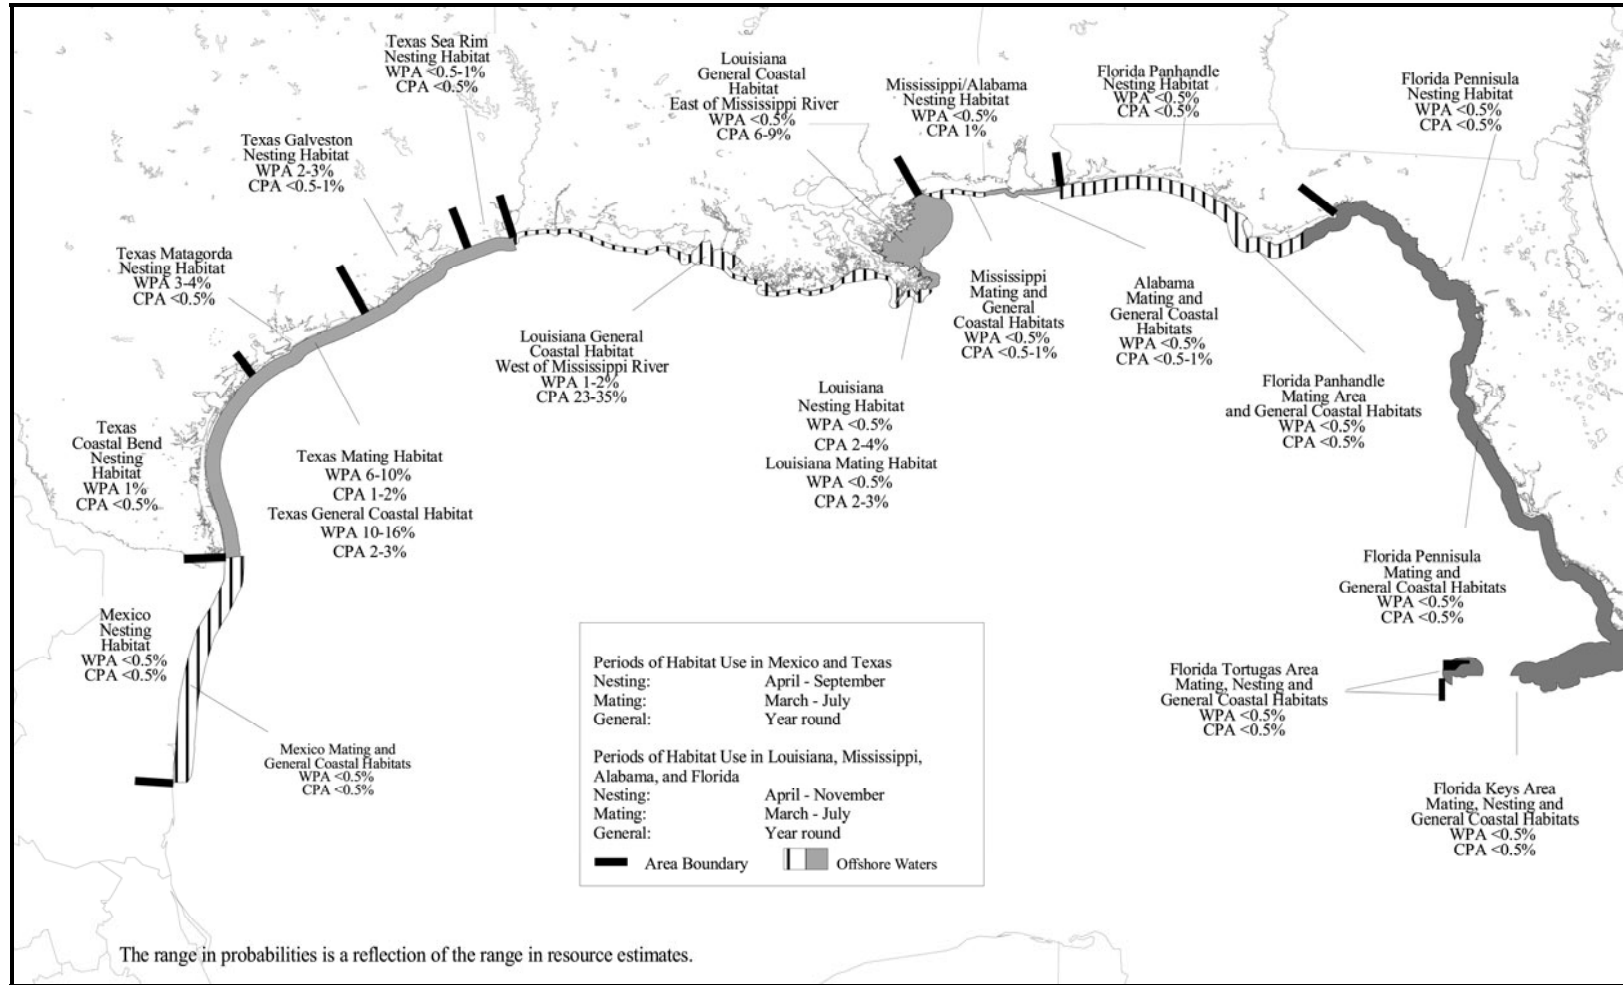 Texas Sea Rim
Nesting Habitat
WPA <0.5-1%
CPA <0.5%
Louisiana
General Coastal
Habitat
East of Mississippi River
WPA <0.5%
CPA 6-9%
Mississippi/Alabama
Nesting Habitat
WPA <0.5%
CPA 1%
Florida Panhandle
Nesting Habitat
WPA <0.5%
CPA <0.5%
Florida Pennisula
Nesting Habitat
WPA <0.5%
CPA <0.5%
Texas Galveston
Nesting Habitat
WPA 2-3%
CPA <0.5-1%
Texas Matagorda
Nesting Habitat
WPA 3-4%
CPA <0.5%
Texas
Coastal Bend
Nesting
Habitat
WPA 1%
CPA <0.5%
Texas Mating Habitat
WPA 6-10%
CPA 1-2%
Texas General Coastal Habitat
WPA 10-16%
CPA 2-3%
Louisiana General
Coastal Habitat
West of Mississippi River
WPA 1-2%
CPA 23-35%
Louisiana
Nesting Habitat
WPA <0.5%
CPA 2-4%
Louisiana Mating Habitat
WPA <0.5%
CPA 2-3%
Mississippi
Mating and
General
Coastal Habitats
WPA <0.5%
CPA <0.5-1%
Alabama
Mating and
General Coastal
Habitats
WPA <0.5%
CPA <0.5-1%
Florida Panhandle
Mating Area
and General Coastal Habitats
WPA <0.5%
CPA <0.5%
Florida Pennisula
Mating and
General Coastal Habitats
WPA <0.5%
CPA <0.5%
Mexico
Nesting
Habitat
WPA <0.5%
CPA <0.5%
Mexico Mating and
General Coastal Habitats
WPA <0.5%
CPA <0.5%
Florida Tortugas Area
Mating, Nesting and
General Coastal Habitats
WPA <0.5%
CPA <0.5%
Florida Keys Area
Mating, Nesting and
General Coastal Habitats
WPA <0.5%
CPA <0.5%
Periods of Habitat Use in Mexico and Texas
Nesting: April - September
Mating: March - July
General: Year round
Periods of Habitat Use in Louisiana, Mississippi,
Alabama, and Florida
Nesting: April - November
Mating: March - July
General: Year round
Area Boundary Offshore Waters
The range in probabilities is a reflection of the range in resource estimates.